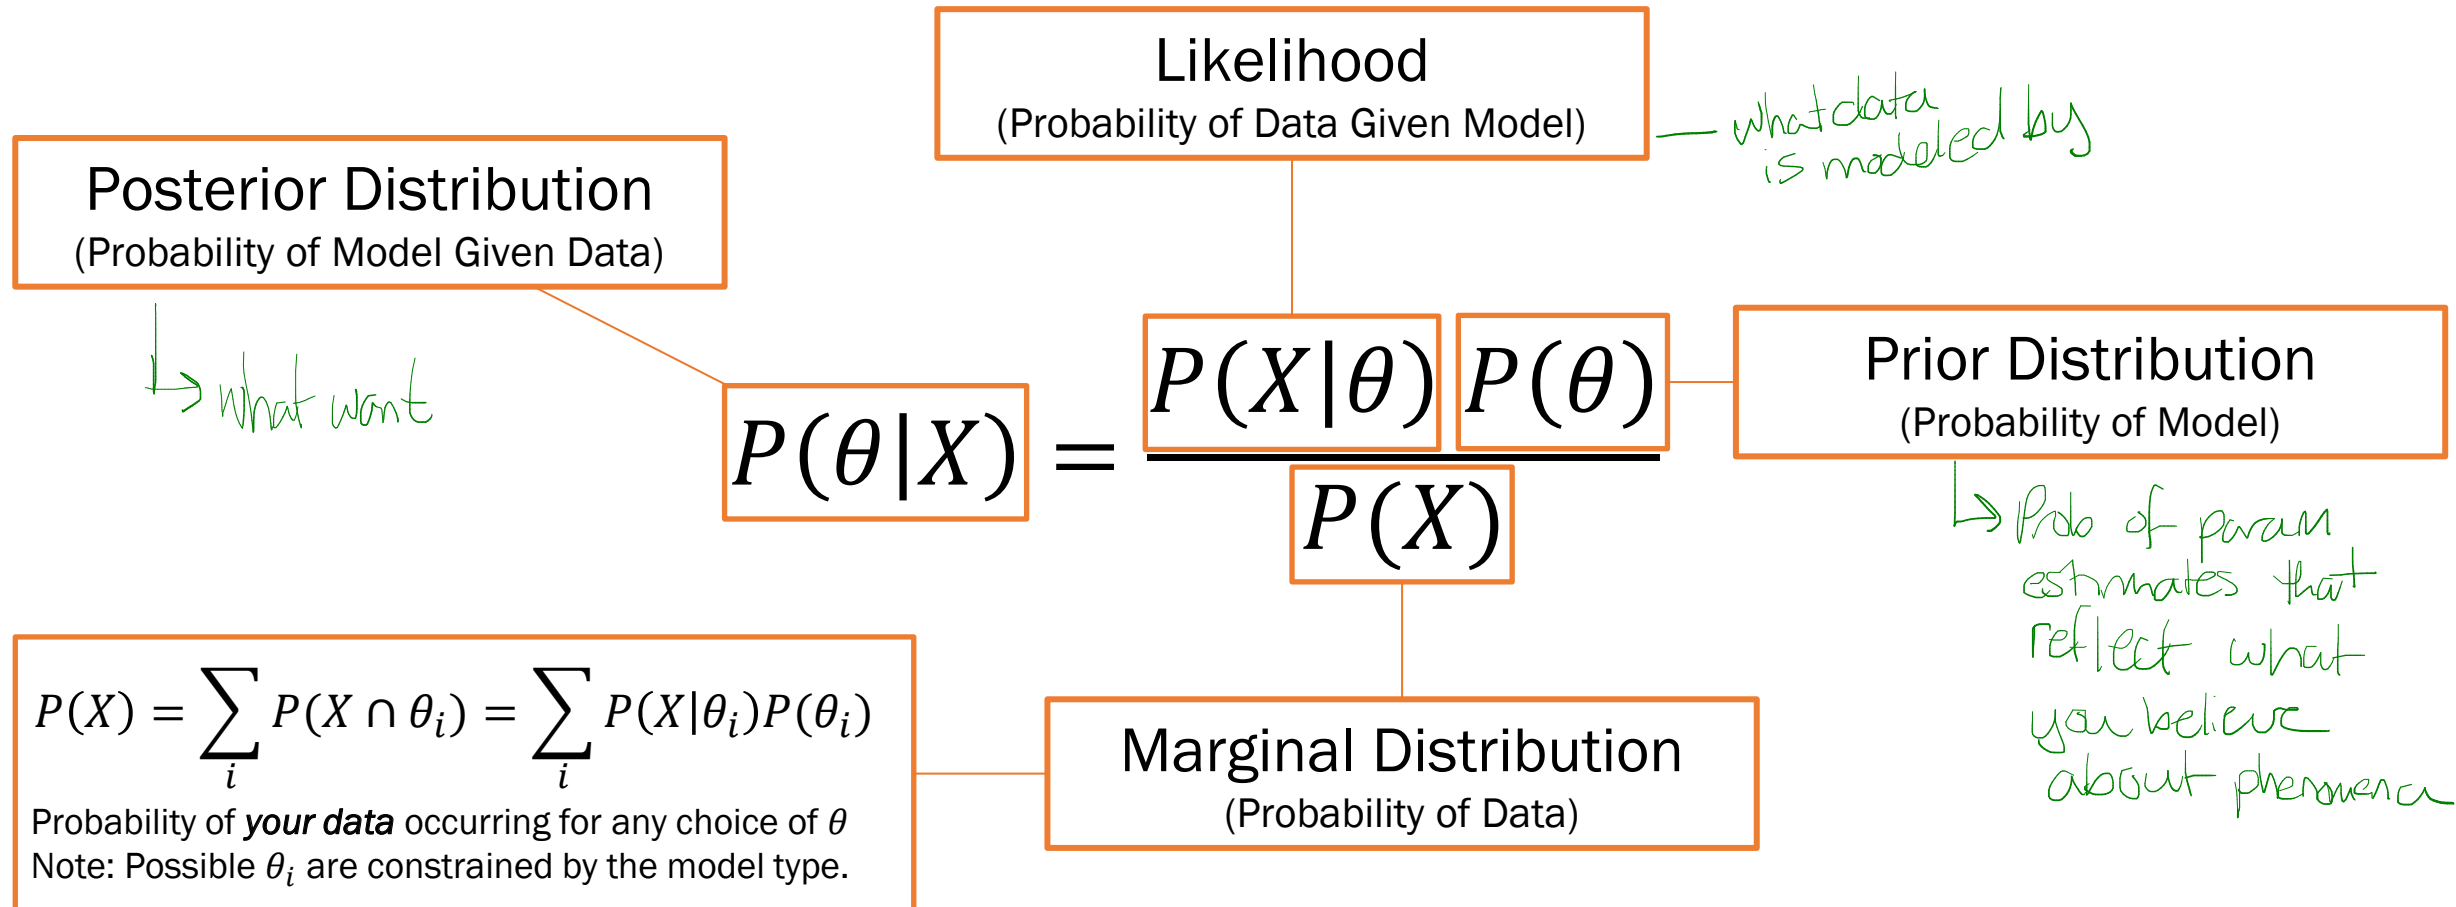 Likelihood
(Probability of Data Given Model)
what data
is modeled by
Posterior Distribution
(Probability of Model Given Data)
what want
P(θ|X) = P(X|θ) P(θ)
P(X)
Prior Distribution
(Probability of Model)
Prob of param
estimates that
reflect what
you believe
about phenomena
P(X) = ∑ P(X ∩ θᵢ) = ∑ P(X|θᵢ)P(θᵢ)
i i
Probability of your data occurring for any choice of θ
Note: Possible θᵢ are constrained by the model type.
Marginal Distribution
(Probability of Data)